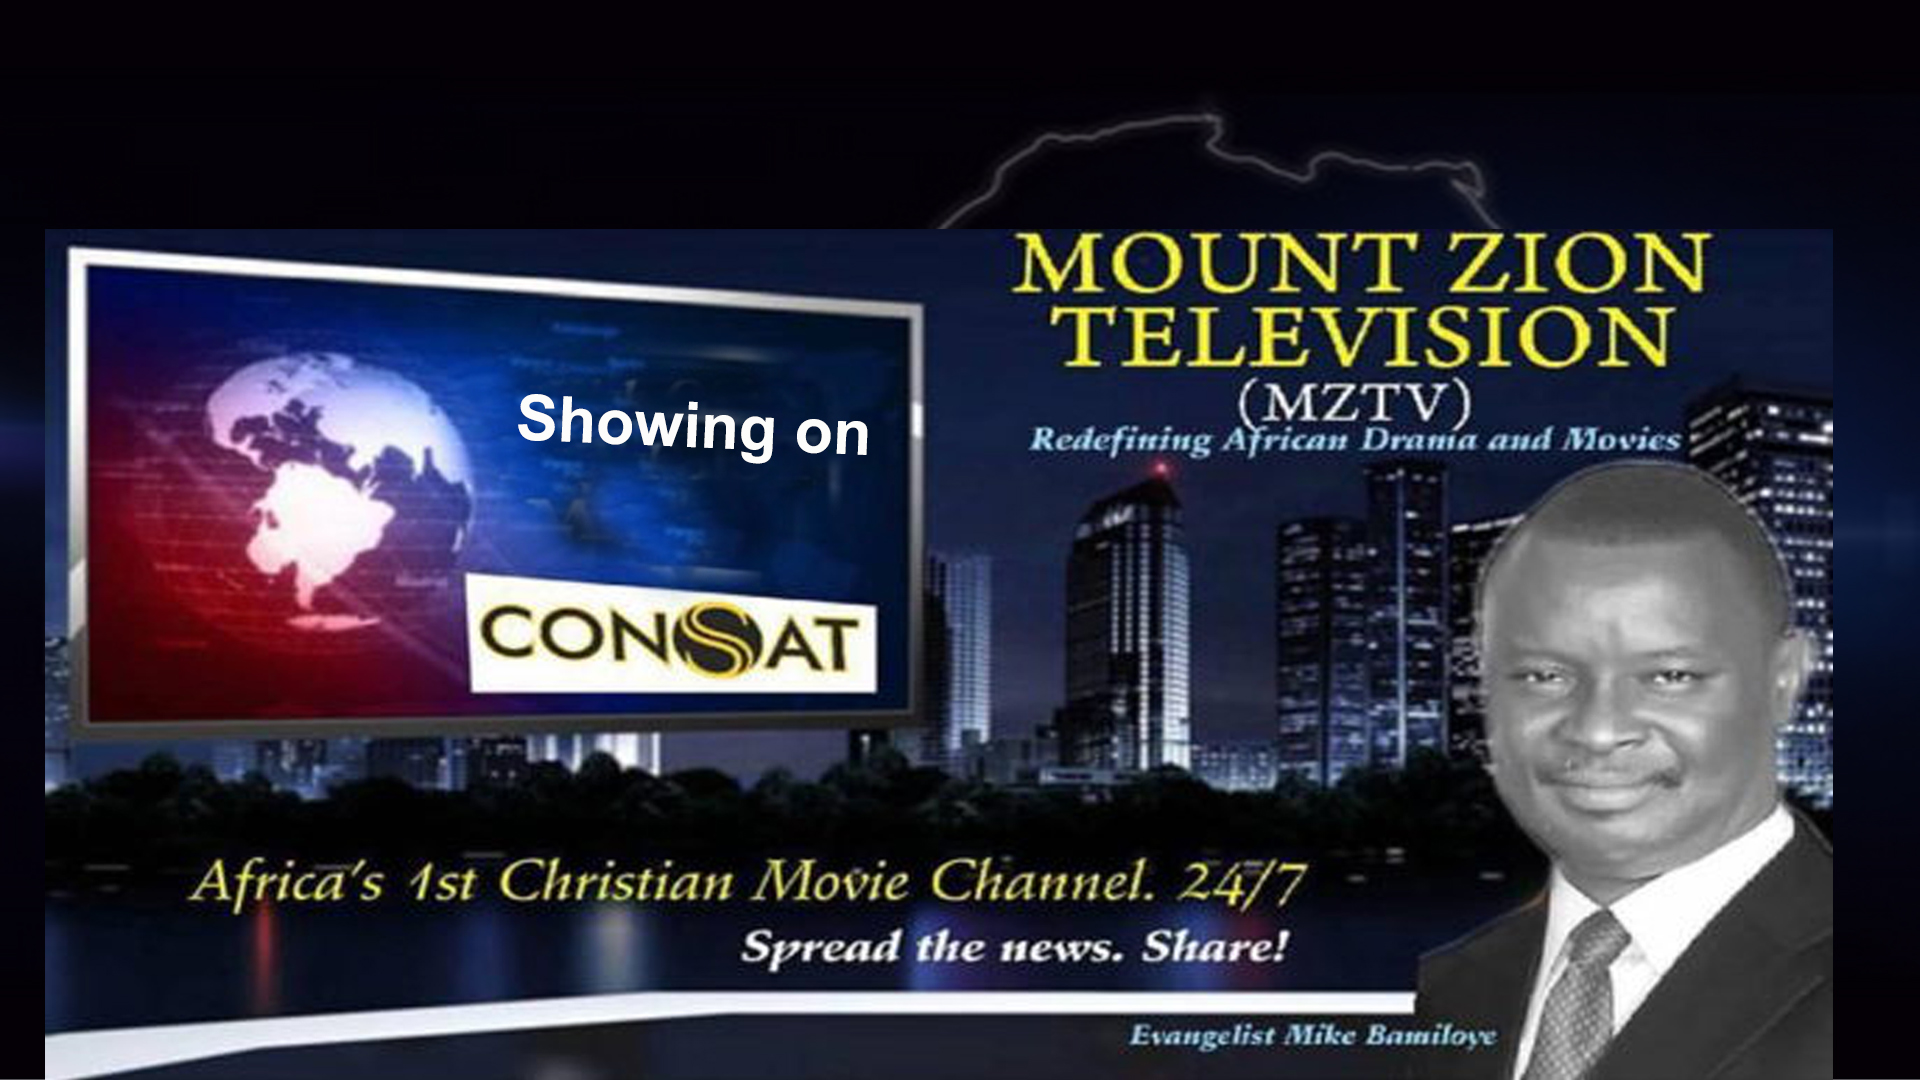 MOUNT ZION
TELEVISION
(MZTV)
Redefining African Drama and Movies
Showing on
CONSAT
Africa's 1st Christian Movie Channel. 24/7
Spread the news. Share!
Evangelist Mike Bamiloye